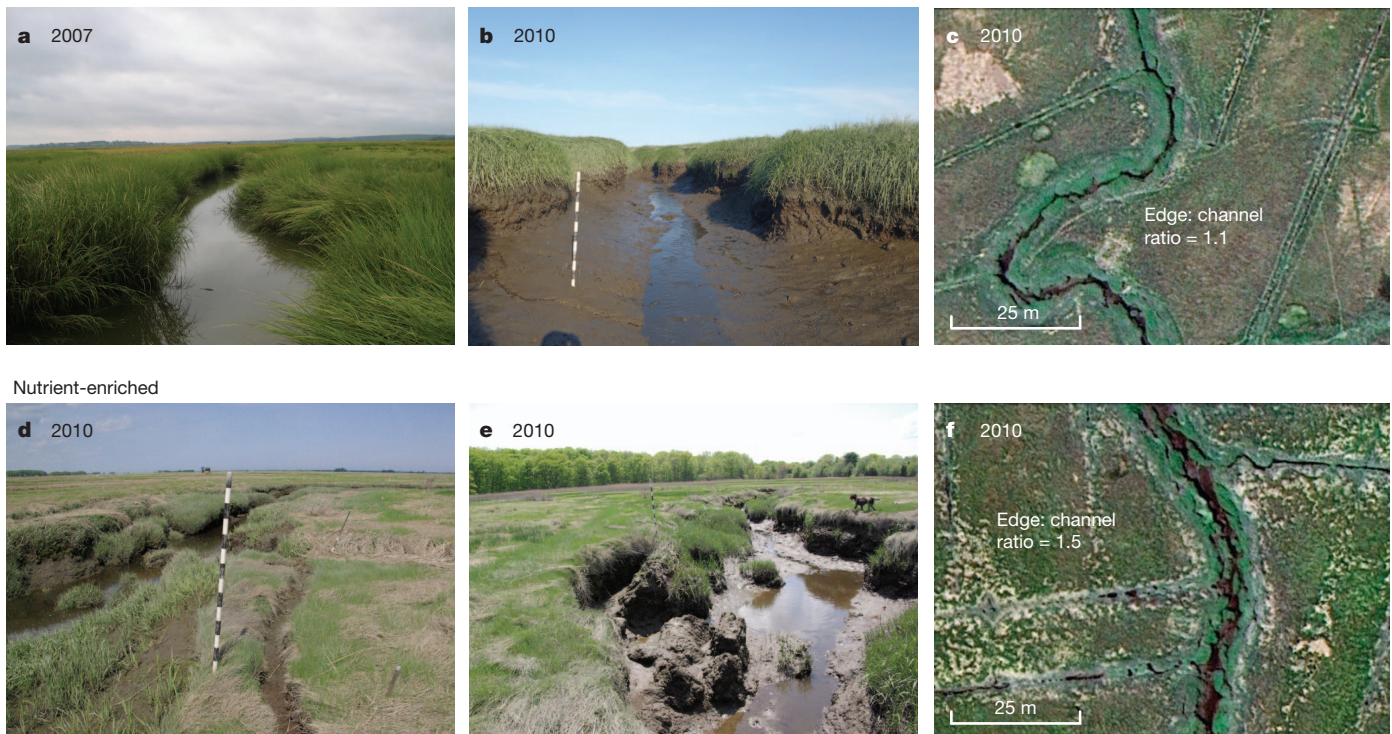 a 2007
b 2010
c 2010
Edge: channel
ratio = 1.1
25 m
Nutrient-enriched
d 2010
e 2010
f 2010
Edge: channel
ratio = 1.5
25 m